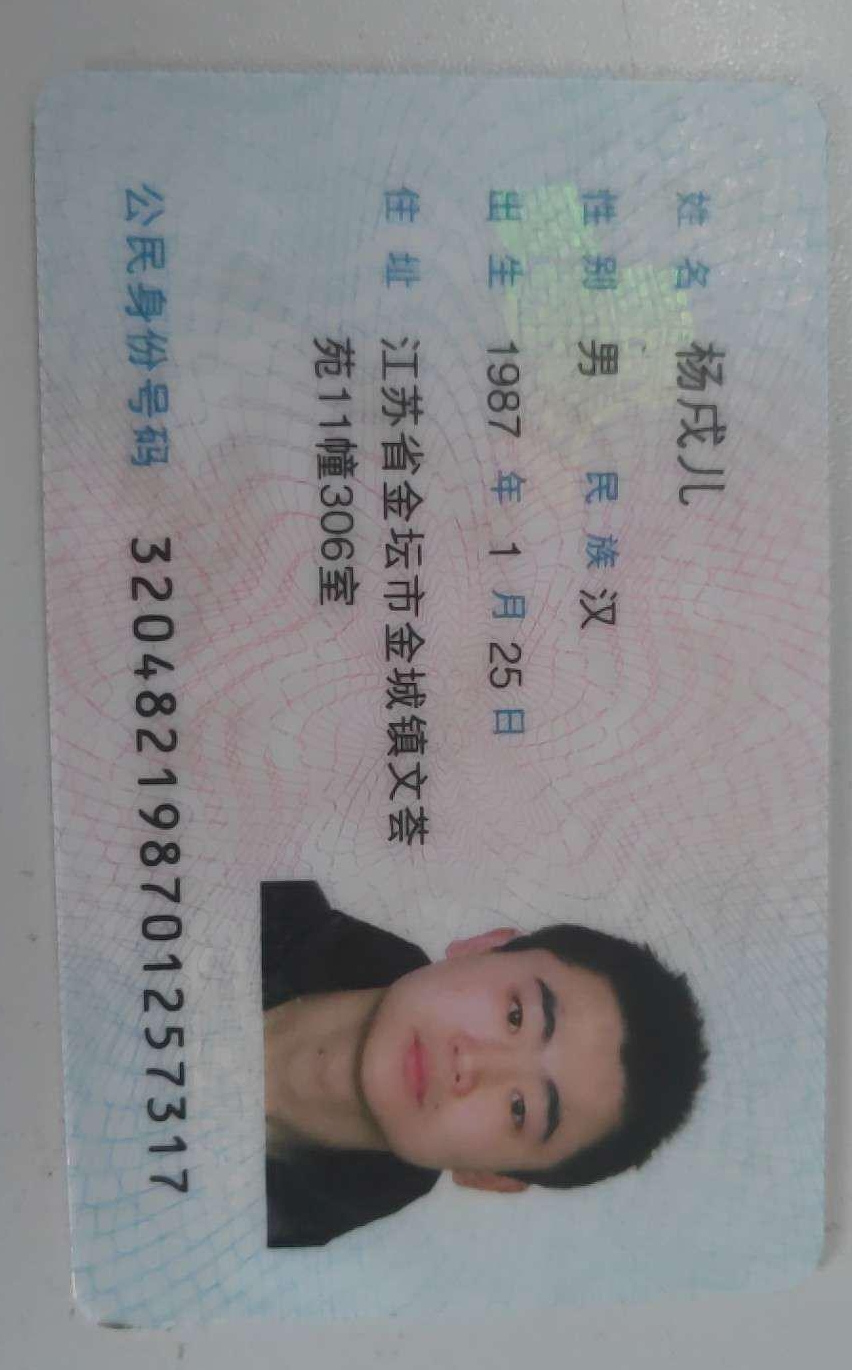 姓名 杨戌儿
性别 男 民族 汉
出生 1987 年 1 月 25 日
住址 江苏省金坛市金城镇文荟
苑11幢306室
公民身份号码 320482198701257317